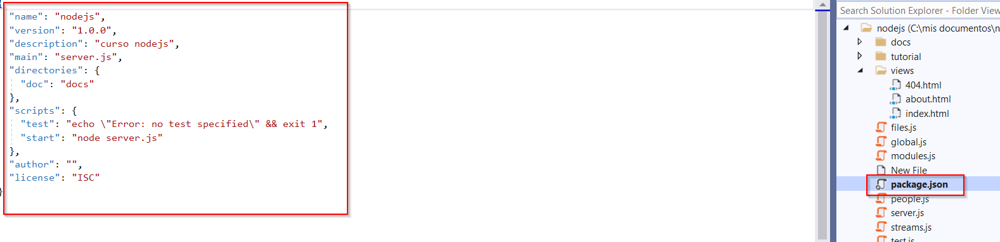 {
"name": "nodejs",
"version": "1.0.0",
"description": "curso nodejs",
"main": "server.js",
"directories": {
"doc": "docs"
},
"scripts": {
"test": "echo \"Error: no test specified\" && exit 1",
"start": "node server.js"
},
"author": "",
"license": "ISC"
}
Search Solution Explorer - Folder View
nodejs (C:\mis documentos\n
docs
tutorial
views
404.html
about.html
index.html
files.js
global.js
modules.js
New File
package.json
people.js
server.js
streams.js
test.js